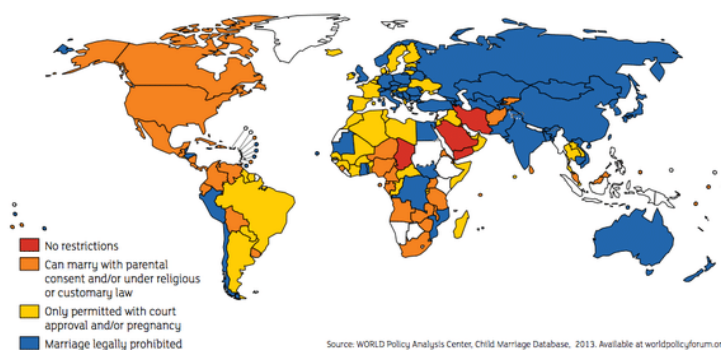 No restrictions
Can marry with parental
consent and/or under religious
or customary law
Only permitted with court
approval and/or pregnancy
Marriage legally prohibited
Source: WORLD Policy Analysis Center, Child Marriage Database, 2013. Available at worldpolicyforum.or